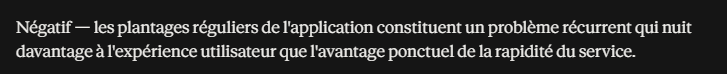 Négatif — les plantages réguliers de l'application constituent un problème récurrent qui nuit
davantage à l'expérience utilisateur que l'avantage ponctuel de la rapidité du service.